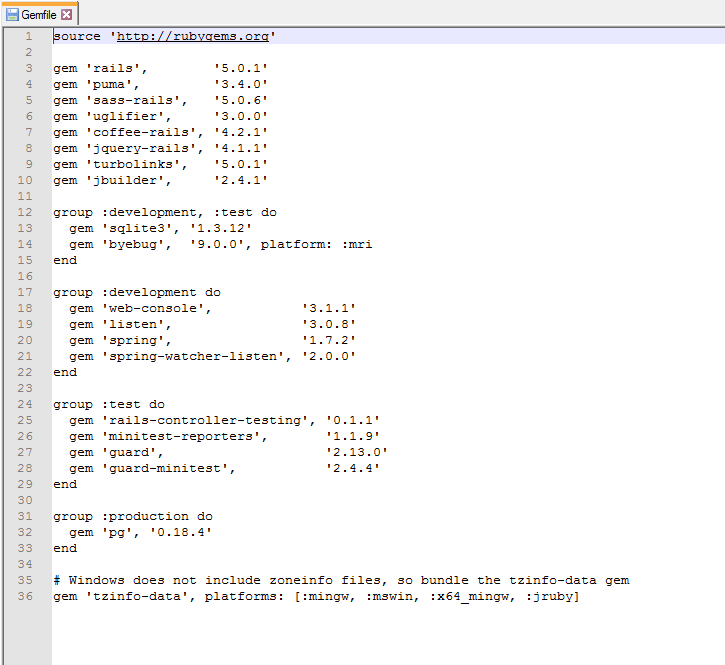 Gemfile
1 source 'http://rubygems.org'
2
3 gem 'rails',        '5.0.1'
4 gem 'puma',         '3.4.0'
5 gem 'sass-rails',   '5.0.6'
6 gem 'uglifier',     '3.0.0'
7 gem 'coffee-rails', '4.2.1'
8 gem 'jquery-rails', '4.1.1'
9 gem 'turbolinks',   '5.0.1'
10 gem 'jbuilder',     '2.4.1'
11
12 group :development, :test do
13   gem 'sqlite3', '1.3.12'
14   gem 'byebug',  '9.0.0', platform: :mri
15 end
16
17 group :development do
18   gem 'web-console',           '3.1.1'
19   gem 'listen',                '3.0.8'
20   gem 'spring',                '1.7.2'
21   gem 'spring-watcher-listen', '2.0.0'
22 end
23
24 group :test do
25   gem 'rails-controller-testing', '0.1.1'
26   gem 'minitest-reporters',       '1.1.9'
27   gem 'guard',                    '2.13.0'
28   gem 'guard-minitest',           '2.4.4'
29 end
30
31 group :production do
32   gem 'pg', '0.18.4'
33 end
34
35 # Windows does not include zoneinfo files, so bundle the tzinfo-data gem
36 gem 'tzinfo-data', platforms: [:mingw, :mswin, :x64_mingw, :jruby]